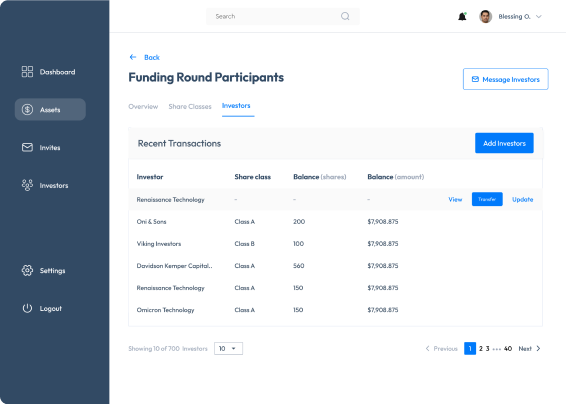 Search
Blessing O.
Dashboard
Assets
Invites
Investors
Settings
Logout
Back
Funding Round Participants
Message Investors
Overview Share Classes Investors
Recent Transactions
Add Investors
Investor Share class Balance (shares) Balance (amount)
Renaissance Technology - - - View Transfer Update
Oni & Sons Class A 200 $7,908.875
Viking Investors Class B 100 $7,908.875
Davidson Kemper Capital.. Class A 560 $7,908.875
Renaissance Technology Class A 150 $7,908.875
Omicron Technology Class A 150 $7,908.875
Showing 10 of 700 Investors 10
Previous 1 2 3 ••• 40 Next